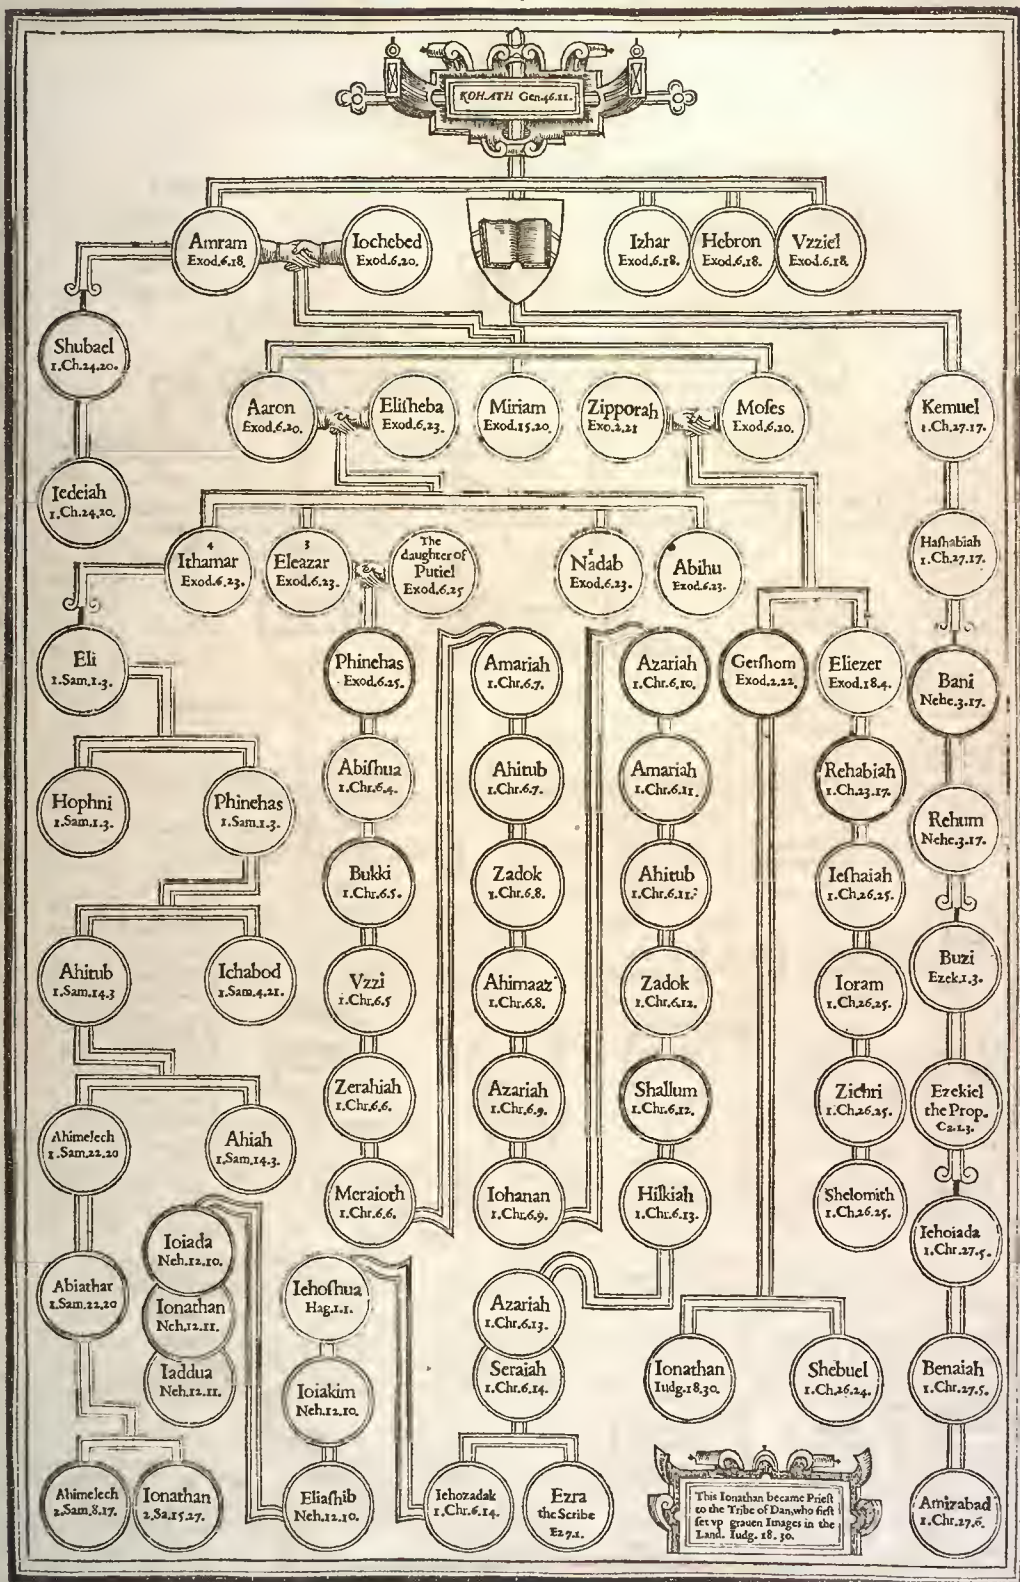 KOHATH Gen.46.11.
Amram
Exod.6.18.
Iochebed
Exod.6.20.
Izhar
Exod.6.18.
Hebron
Exod.6.18.
Vzziel
Exod.6.18.
Shubael
1.Ch.24.20.
Aaron
Exod.6.20.
Eliſheba
Exod.6.23.
Miriam
Exod.15.20.
Zipporah
Exo.2.21
Moſes
Exod.6.20.
Kemuel
1.Ch.27.17.
Iedeiah
1.Ch.24.20.
4
Ithamar
Exod.6.23.
3
Eleazar
Exod.6.23.
The
daughter of
Putiel
Exod.6.25
1
Nadab
Exod.6.23.
Abihu
Exod.6.23.
Haſhabiah
1.Ch.27.17.
Eli
1.Sam.1.3.
Phinehas
Exod.6.25.
Amariah
1.Chr.6.7.
Azariah
1.Chr.6.10.
Gerſhom
Exod.2.22.
Eliezer
Exod.18.4.
Bani
Nehe.3.17.
Hophni
1.Sam.1.3.
Phinehas
1.Sam.1.3.
Abiſhua
1.Chr.6.4.
Ahitub
1.Chr.6.7.
Amariah
1.Chr.6.11.
Rehabiah
1.Ch.23.17.
Rehum
Nehe.3.17.
Bukki
1.Chr.6.5.
Zadok
1.Chr.6.8.
Ahitub
1.Chr.6.11.
Ieſhaiah
1.Ch.26.25.
Ahitub
1.Sam.14.3
Ichabod
1.Sam.4.21.
Vzzi
1.Chr.6.5
Ahimaaz
1.Chr.6.8.
Zadok
1.Chr.6.12.
Ioram
1.Ch.26.25.
Buzi
Ezek.1.3.
Ahimelech
1.Sam.22.20
Ahiah
1.Sam.14.3.
Zerahiah
1.Chr.6.6.
Azariah
1.Chr.6.9.
Shallum
1.Chr.6.12.
Zichri
1.Ch.26.25.
Ezekiel
the Prop.
Meraioth
1.Chr.6.6.
Iohanan
1.Chr.6.9.
Hilkiah
1.Chr.6.13.
Shelomith
1.Ch.26.25.
Iehoiada
1.Chr.27.5.
Abiathar
1.Sam.22.20
Ioiada
Neh.12.10.
Ionathan
Neh.12.11.
Iaddua
Neh.12.11.
Iehoſhua
Hag.1.1.
Azariah
1.Chr.6.13.
Seraiah
1.Chr.6.14.
Ionathan
Iudg.18.30.
Shebuel
1.Ch.26.24.
Benaiah
1.Chr.27.5.
Ioiakim
Neh.12.10.
Ahimelech
2.Sam.8.17.
Ionathan
2.Sa.15.27.
Eliaſhib
Neh.12.10.
Iehozadak
1.Chr.6.14.
Ezra
the Scribe
Ez7.1.
This Ionathan became Prieſt
to the Tribe of Dan, who firſt
ſet vp grauen Images in the
Land. Iudg. 18. 30.
Amizabad
1.Chr.27.6.